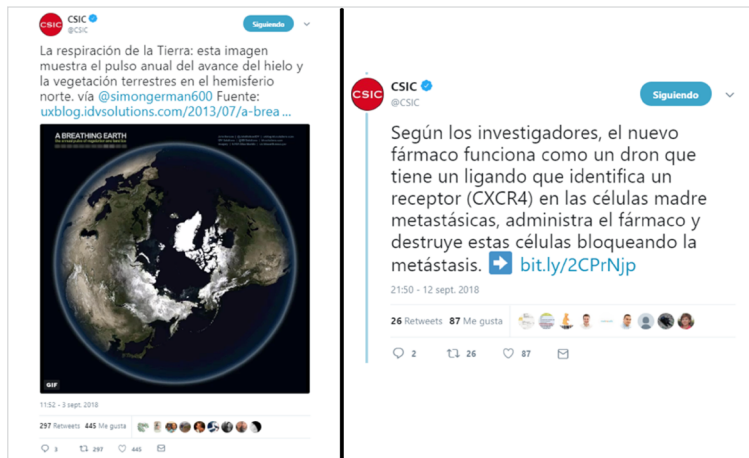 CSIC
CSIC
@CSIC
Siguiendo
La respiración de la Tierra: esta imagen
muestra el pulso anual del avance del hielo y
la vegetación terrestres en el hemisferio
norte. vía @simongerman600 Fuente:
uxblog.idvsolutions.com/2013/07/a-brea ...
A BREATHING EARTH
GIF
11:52 - 3 sept. 2018
297 Retweets 445 Me gusta
3 297 445
CSIC
CSIC
@CSIC
Siguiendo
Según los investigadores, el nuevo
fármaco funciona como un dron que
tiene un ligando que identifica un
receptor (CXCR4) en las células madre
metastásicas, administra el fármaco y
destruye estas células bloqueando la
metástasis. ➡ bit.ly/2CPrNjp
21:50 - 12 sept. 2018
26 Retweets 87 Me gusta
2 26 87